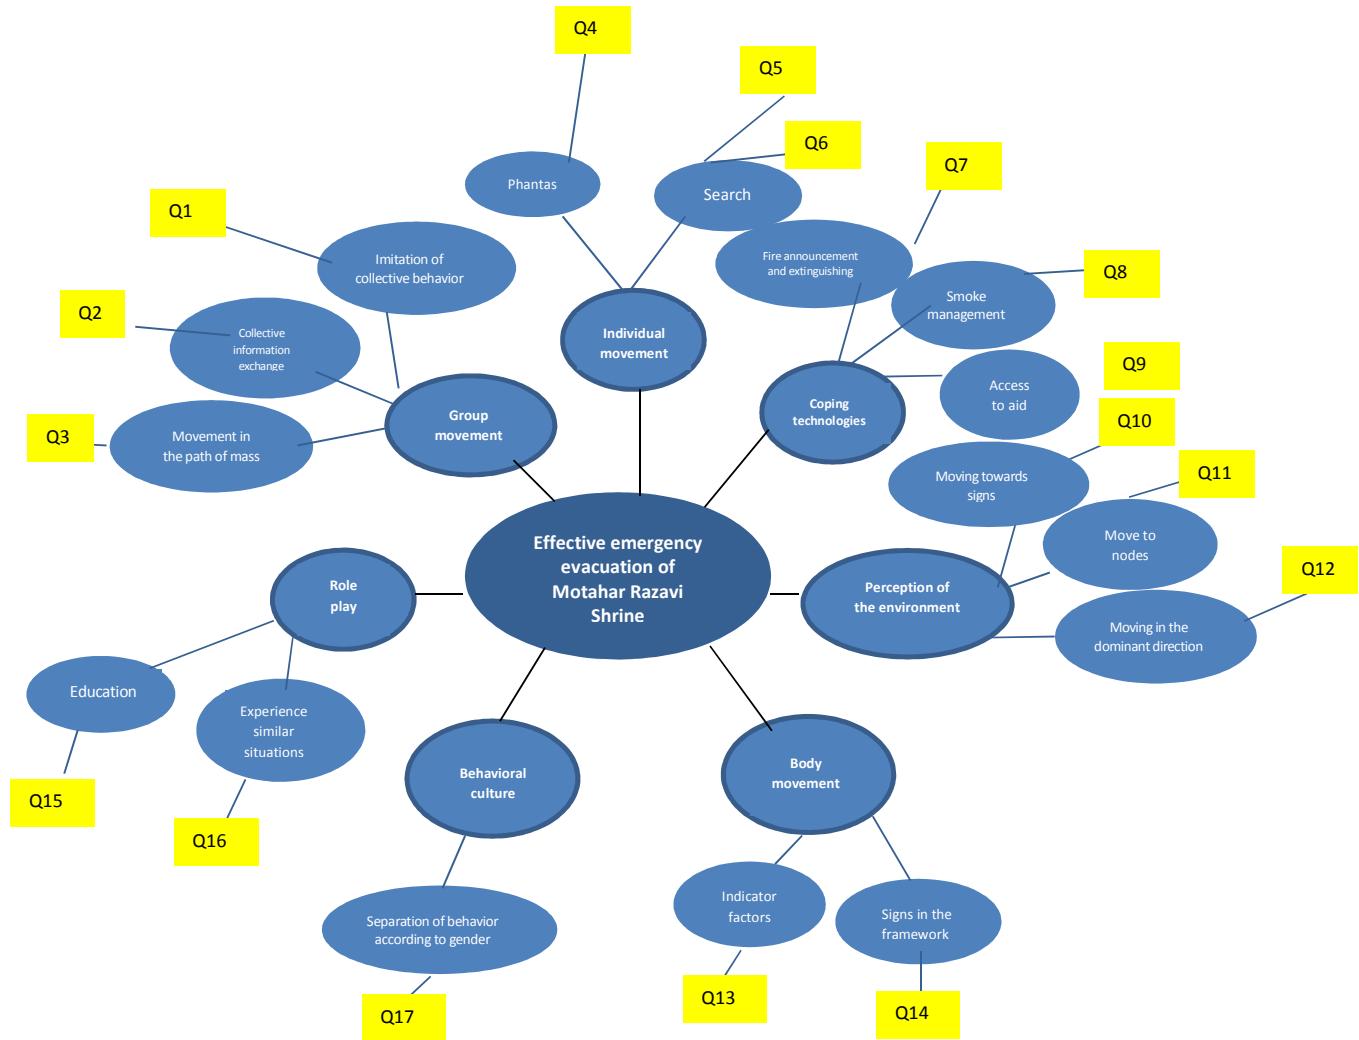 Q4
Q5
Q6
Q7
Phantas
Search
Q1
Imitation of
collective behavior
Fire announcement
and extinguishing
Q8
Smoke
management
Q2
Collective
information
exchange
Individual
movement
Q9
Access
to aid
Coping
technologies
Group
movement
Q10
Q3
Movement in
the path of mass
Moving towards
signs
Q11
Move to
nodes
Effective emergency
evacuation of
Motahar Razavi
Shrine
Q12
Role
play
Perception of
the environment
Moving in the
dominant direction
Education
Experience
similar
situations
Q15
Q16
Behavioral
culture
Body
movement
Indicator
factors
Signs in the
framework
Separation of behavior
according to gender
Q13
Q14
Q17